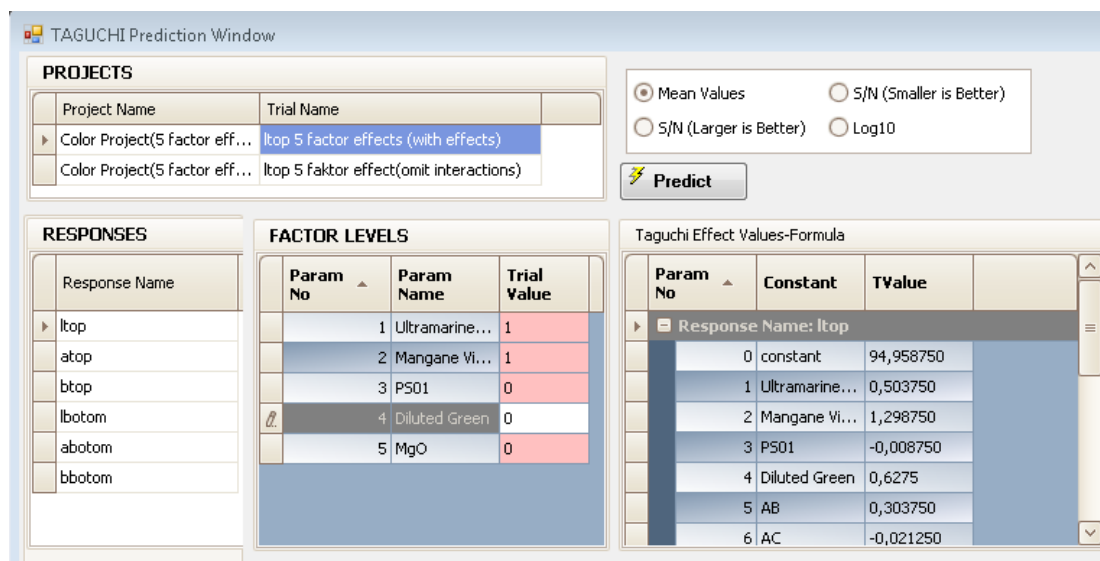 TAGUCHI Prediction Window
PROJECTS
Project Name Trial Name
Color Project(5 factor eff... ltop 5 factor effects (with effects)
Color Project(5 factor eff... ltop 5 faktor effect(omit interactions)
Mean Values S/N (Smaller is Better)
S/N (Larger is Better) Log10
Predict
RESPONSES
Response Name
ltop
atop
btop
lbotom
abotom
bbotom
FACTOR LEVELS
Param No Param Name Trial Value
1 Ultramarine... 1
2 Mangane Vi... 1
3 PS01 0
4 Diluted Green 0
5 MgO 0
Taguchi Effect Values-Formula
Param No Constant TValue
Response Name: ltop
0 constant 94,958750
1 Ultramarine... 0,503750
2 Mangane Vi... 1,298750
3 PS01 -0,008750
4 Diluted Green 0,6275
5 AB 0,303750
6 AC -0,021250